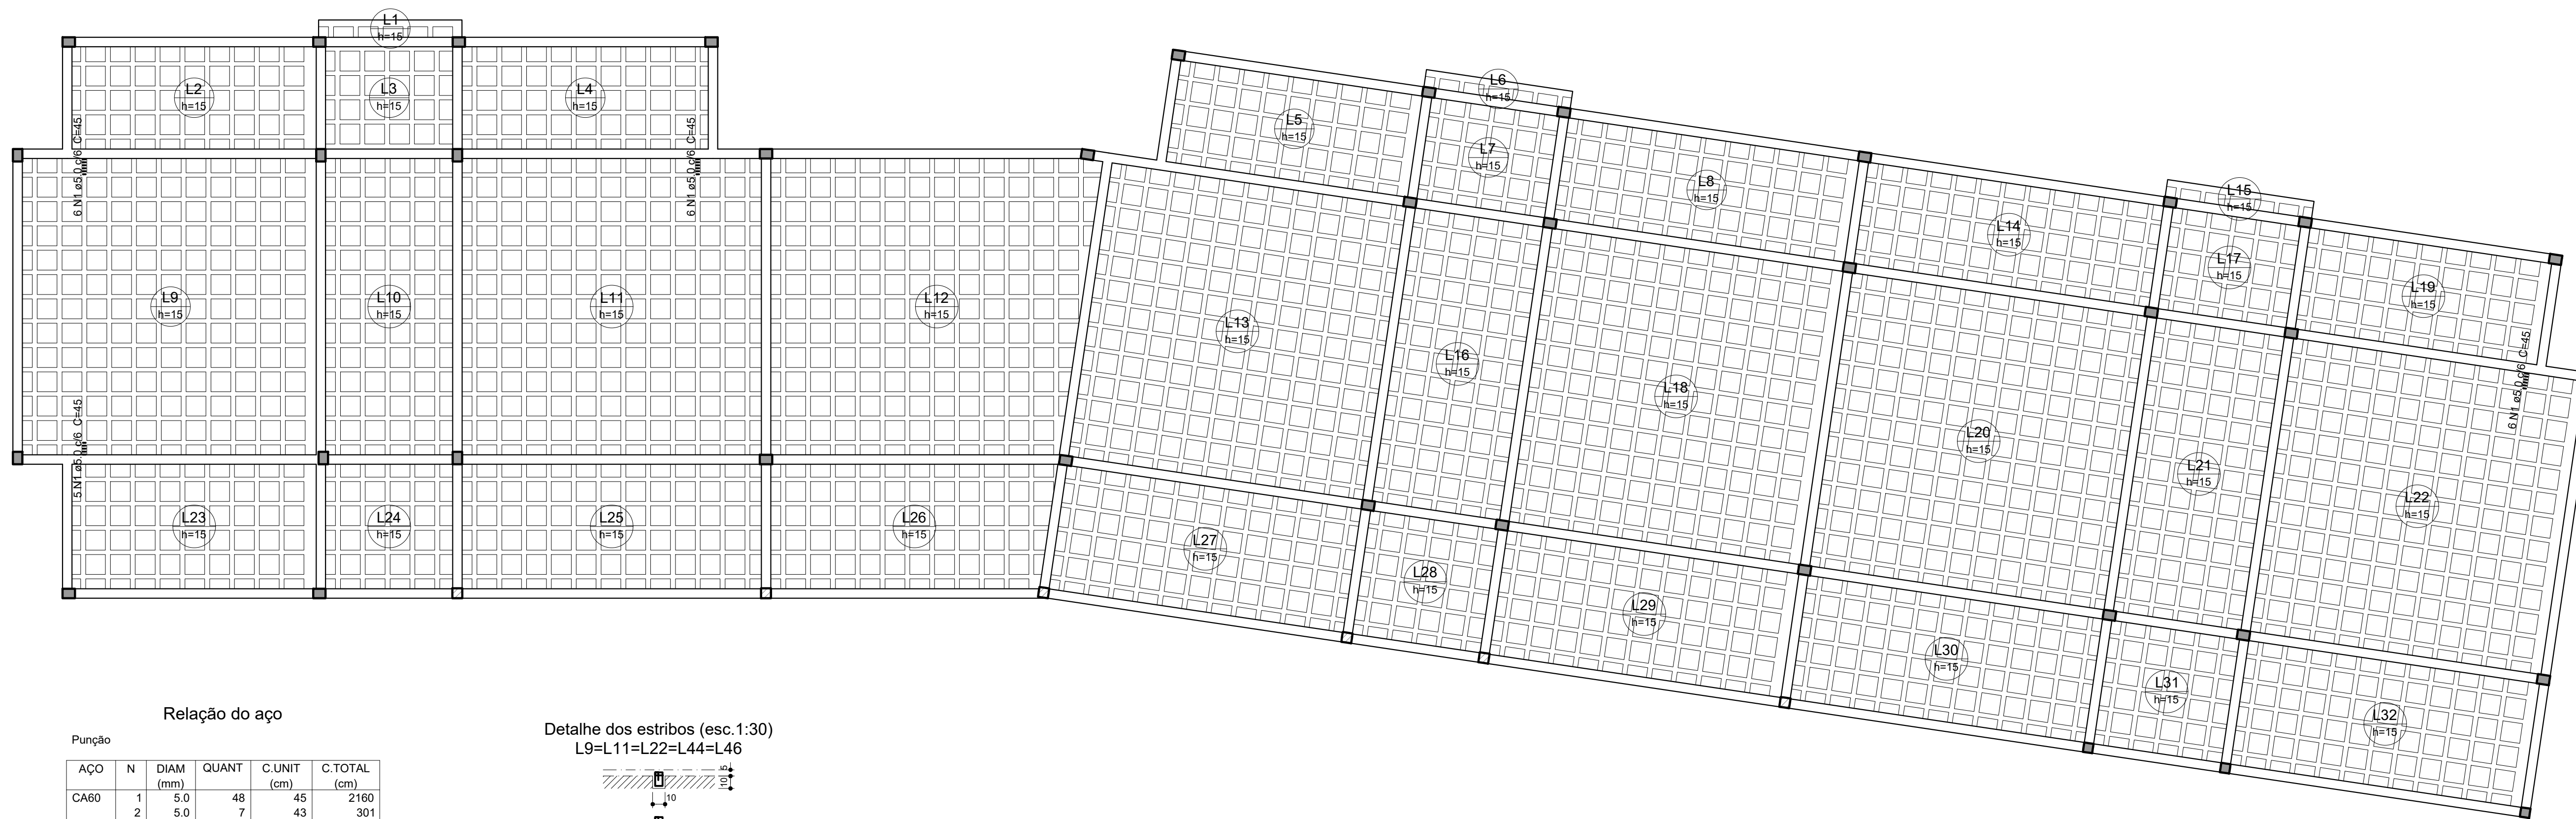 L1
h=15
L2
h=15
L3
h=15
L4
h=15
L5
h=15
L6
h=15
L7
h=15
L8
h=15
L14
h=15
L15
h=15
L17
h=15
L19
h=15
6 N1 ø5.0 c/6 C=45
6 N1 ø5.0 c/6 C=45
6 N1 ø5.0 c/6 C=45
L9
h=15
L10
h=15
L11
h=15
L12
h=15
L13
h=15
L16
h=15
L18
h=15
L20
h=15
L21
h=15
L22
h=15
5 N1 ø5.0 c/6 C=45
L23
h=15
L24
h=15
L25
h=15
L26
h=15
L27
h=15
L28
h=15
L29
h=15
L30
h=15
L31
h=15
L32
h=15
Relação do aço
Punção
AÇO N DIAM (mm) QUANT C.UNIT (cm) C.TOTAL (cm)
CA60 1 5.0 48 45 2160
2 5.0 7 43 301
Detalhe dos estribos (esc.1:30)
L9=L11=L22=L44=L46
5
10
10